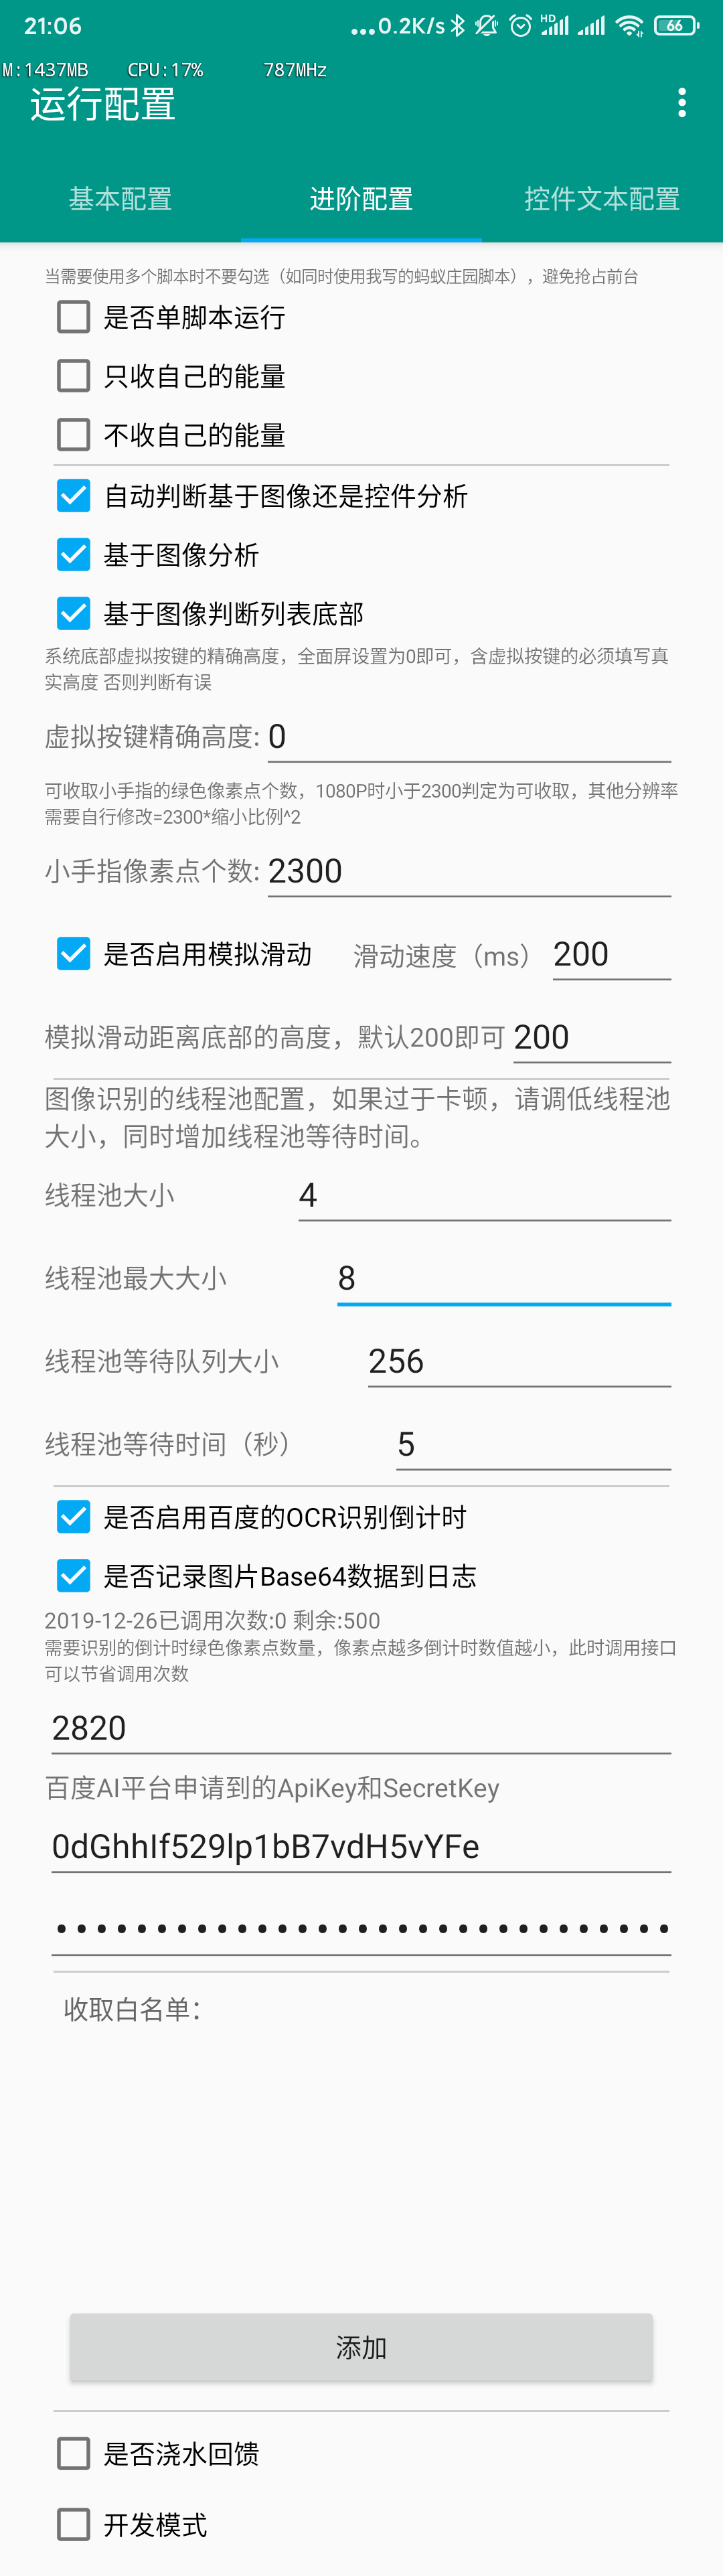 21:06
...0.2K/s
HD
66
M:1437MB CPU:17% 787MHz
运行配置
基本配置 进阶配置 控件文本配置
当需要使用多个脚本时不要勾选（如同时使用我写的蚂蚁庄园脚本），避免抢占前台
是否单脚本运行
只收自己的能量
不收自己的能量
自动判断基于图像还是控件分析
基于图像分析
基于图像判断列表底部
系统底部虚拟按键的精确高度，全面屏设置为0即可，含虚拟按键的必须填写真
实高度 否则判断有误
虚拟按键精确高度: 0
可收取小手指的绿色像素点个数，1080P时小于2300判定为可收取，其他分辨率
需要自行修改=2300*缩小比例^2
小手指像素点个数: 2300
是否启用模拟滑动 滑动速度（ms） 200
模拟滑动距离底部的高度，默认200即可 200
图像识别的线程池配置，如果过于卡顿，请调低线程池
大小，同时增加线程池等待时间。
线程池大小 4
线程池最大大小 8
线程池等待队列大小 256
线程池等待时间（秒） 5
是否启用百度的OCR识别倒计时
是否记录图片Base64数据到日志
2019-12-26已调用次数:0 剩余:500
需要识别的倒计时绿色像素点数量，像素点越多倒计时数值越小，此时调用接口
可以节省调用次数
2820
百度AI平台申请到的ApiKey和SecretKey
0dGhhIf529lp1bB7vdH5vYFe
•••••••••••••••••••••••••••••••
收取白名单：
添加
是否浇水回馈
开发模式